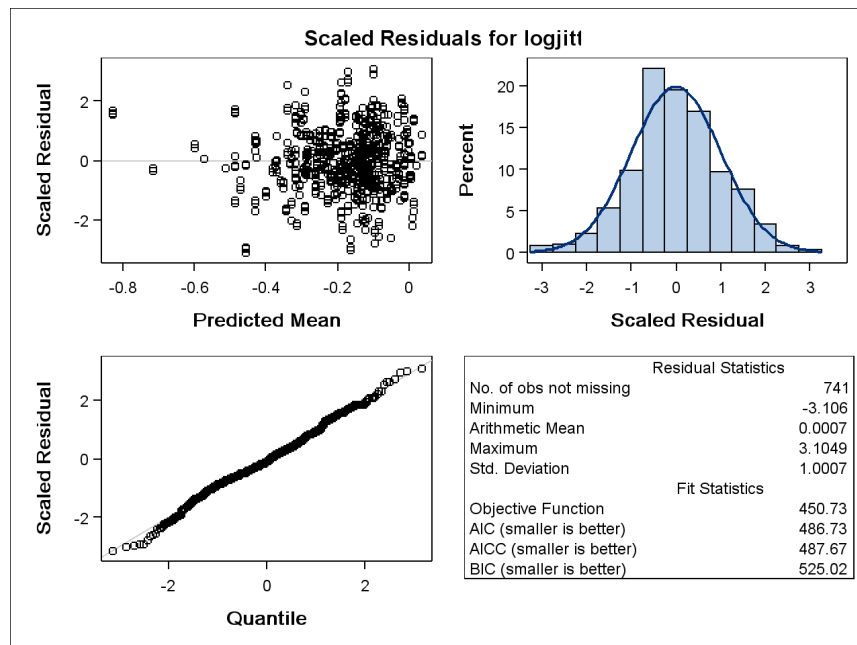 Scaled Residuals for logjitt
Scaled Residual
2
0
-2
-0.8 -0.6 -0.4 -0.2 0
Predicted Mean
Percent
20
15
10
5
0
-3 -2 -1 0 1 2 3
Scaled Residual
Scaled Residual
2
0
-2
-2 0 2
Quantile
Residual Statistics
No. of obs not missing 741
Minimum -3.106
Arithmetic Mean 0.0007
Maximum 3.1049
Std. Deviation 1.0007
Fit Statistics
Objective Function 450.73
AIC (smaller is better) 486.73
AICC (smaller is better) 487.67
BIC (smaller is better) 525.02